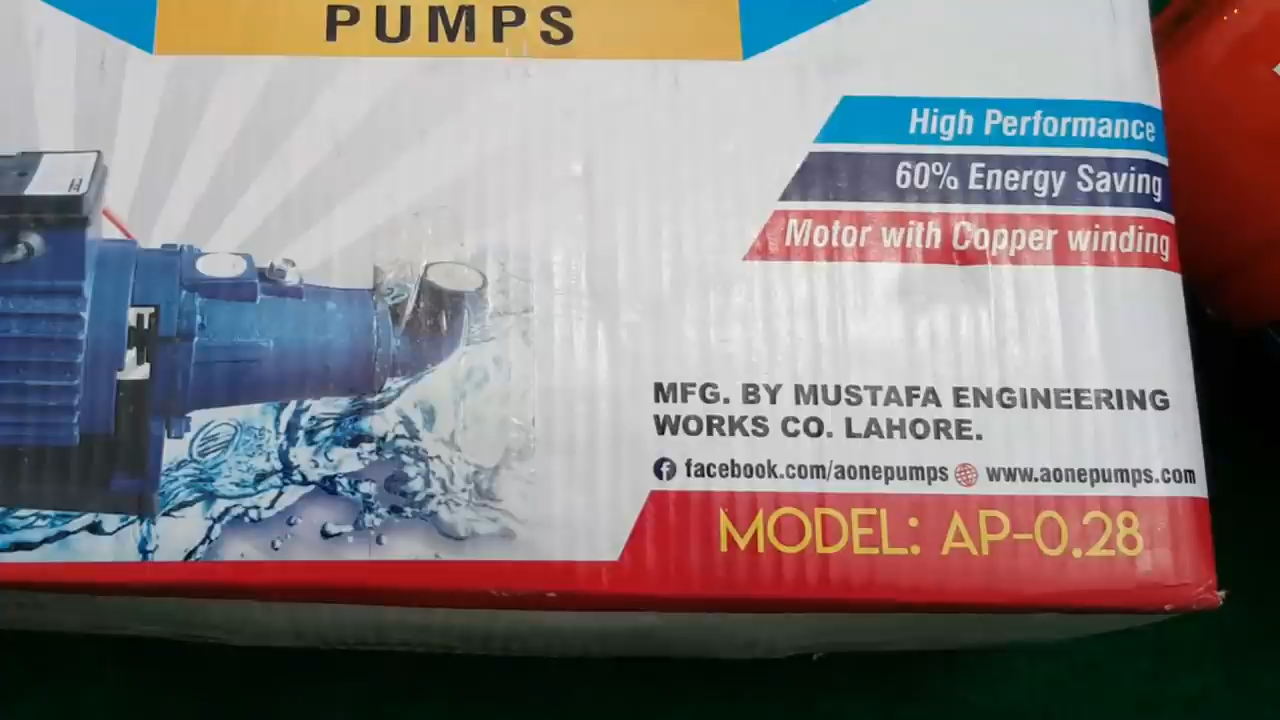 PUMPS
High Performance
60% Energy Saving
Motor with Copper winding
MFG. BY MUSTAFA ENGINEERING
WORKS CO. LAHORE.
facebook.com/aonepumps www.aonepumps.com
MODEL: AP-0.28